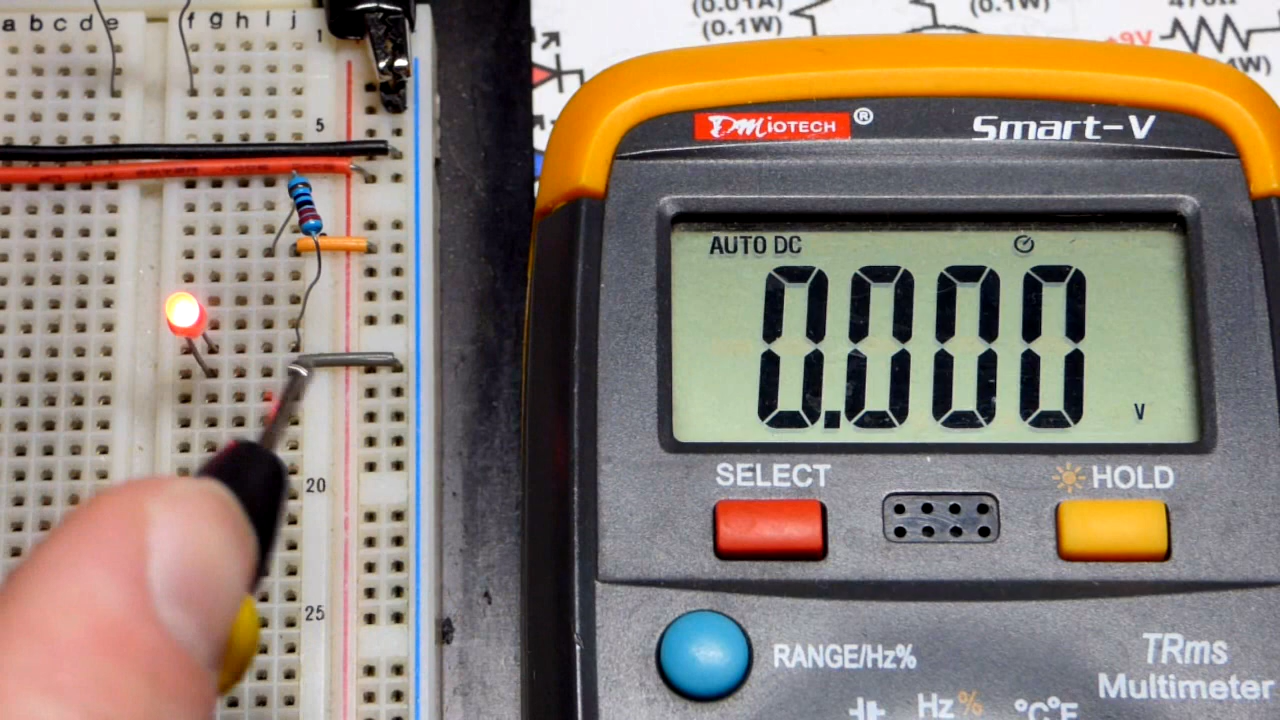 a b c d e f g h i j
1
5
20
25
(0.01A)
(0.1W)
(0.1W)
+9V
470Ω
DMiOTECH ®
Smart-V
AUTO DC
0.000
V
SELECT
HOLD
RANGE/Hz%
TRms
Multimeter
Hz %
°C°F